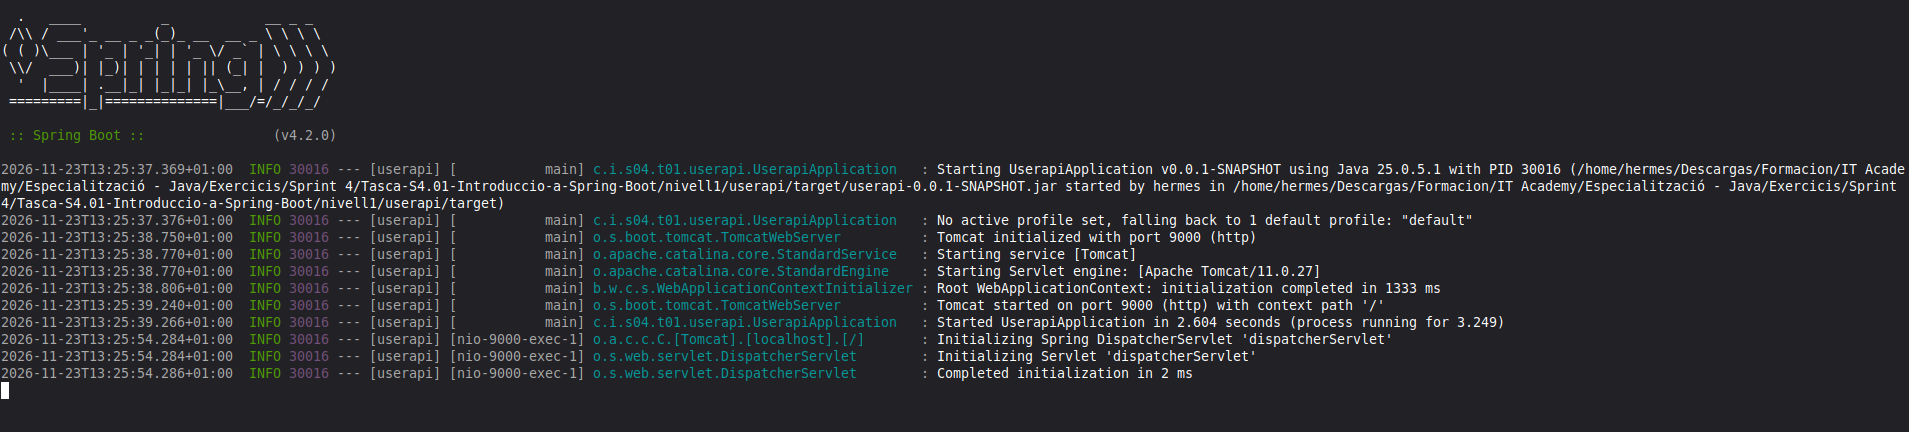 .   ____          _            __ _ _
 /\\ / ___'_ __ _ _(_)_ __  __ _ \ \ \ \
( ( )\___ | '_ | '_| | '_ \/ _` | \ \ \ \
 \\/  ___)| |_)| | | | | || (_| |  ) ) ) )
  '  |____| .__|_| |_|_| |_\__, | / / / /
 =========|_|==============|___/=/_/_/_/

 :: Spring Boot ::                (v4.2.0)

2026-11-23T13:25:37.369+01:00  INFO 30016 --- [userapi] [           main] c.i.s04.t01.userapi.UserapiApplication   : Starting UserapiApplication v0.0.1-SNAPSHOT using Java 25.0.5.1 with PID 30016 (/home/hermes/Descargas/Formacion/IT Acade
my/Especialització - Java/Exercicis/Sprint 4/Tasca-S4.01-Introduccio-a-Spring-Boot/nivell1/userapi/target/userapi-0.0.1-SNAPSHOT.jar started by hermes in /home/hermes/Descargas/Formacion/IT Academy/Especialització - Java/Exercicis/Sprint
4/Tasca-S4.01-Introduccio-a-Spring-Boot/nivell1/userapi/target)
2026-11-23T13:25:37.376+01:00  INFO 30016 --- [userapi] [           main] c.i.s04.t01.userapi.UserapiApplication   : No active profile set, falling back to 1 default profile: "default"
2026-11-23T13:25:38.750+01:00  INFO 30016 --- [userapi] [           main] o.s.boot.tomcat.TomcatWebServer          : Tomcat initialized with port 9000 (http)
2026-11-23T13:25:38.770+01:00  INFO 30016 --- [userapi] [           main] o.apache.catalina.core.StandardService   : Starting service [Tomcat]
2026-11-23T13:25:38.770+01:00  INFO 30016 --- [userapi] [           main] o.apache.catalina.core.StandardEngine    : Starting Servlet engine: [Apache Tomcat/11.0.27]
2026-11-23T13:25:38.806+01:00  INFO 30016 --- [userapi] [           main] b.w.c.s.WebApplicationContextInitializer : Root WebApplicationContext: initialization completed in 1333 ms
2026-11-23T13:25:39.240+01:00  INFO 30016 --- [userapi] [           main] o.s.boot.tomcat.TomcatWebServer          : Tomcat started on port 9000 (http) with context path '/'
2026-11-23T13:25:39.266+01:00  INFO 30016 --- [userapi] [           main] c.i.s04.t01.userapi.UserapiApplication   : Started UserapiApplication in 2.604 seconds (process running for 3.249)
2026-11-23T13:25:54.284+01:00  INFO 30016 --- [userapi] [nio-9000-exec-1] o.a.c.c.C.[Tomcat].[localhost].[/]       : Initializing Spring DispatcherServlet 'dispatcherServlet'
2026-11-23T13:25:54.284+01:00  INFO 30016 --- [userapi] [nio-9000-exec-1] o.s.web.servlet.DispatcherServlet        : Initializing Servlet 'dispatcherServlet'
2026-11-23T13:25:54.286+01:00  INFO 30016 --- [userapi] [nio-9000-exec-1] o.s.web.servlet.DispatcherServlet        : Completed initialization in 2 ms